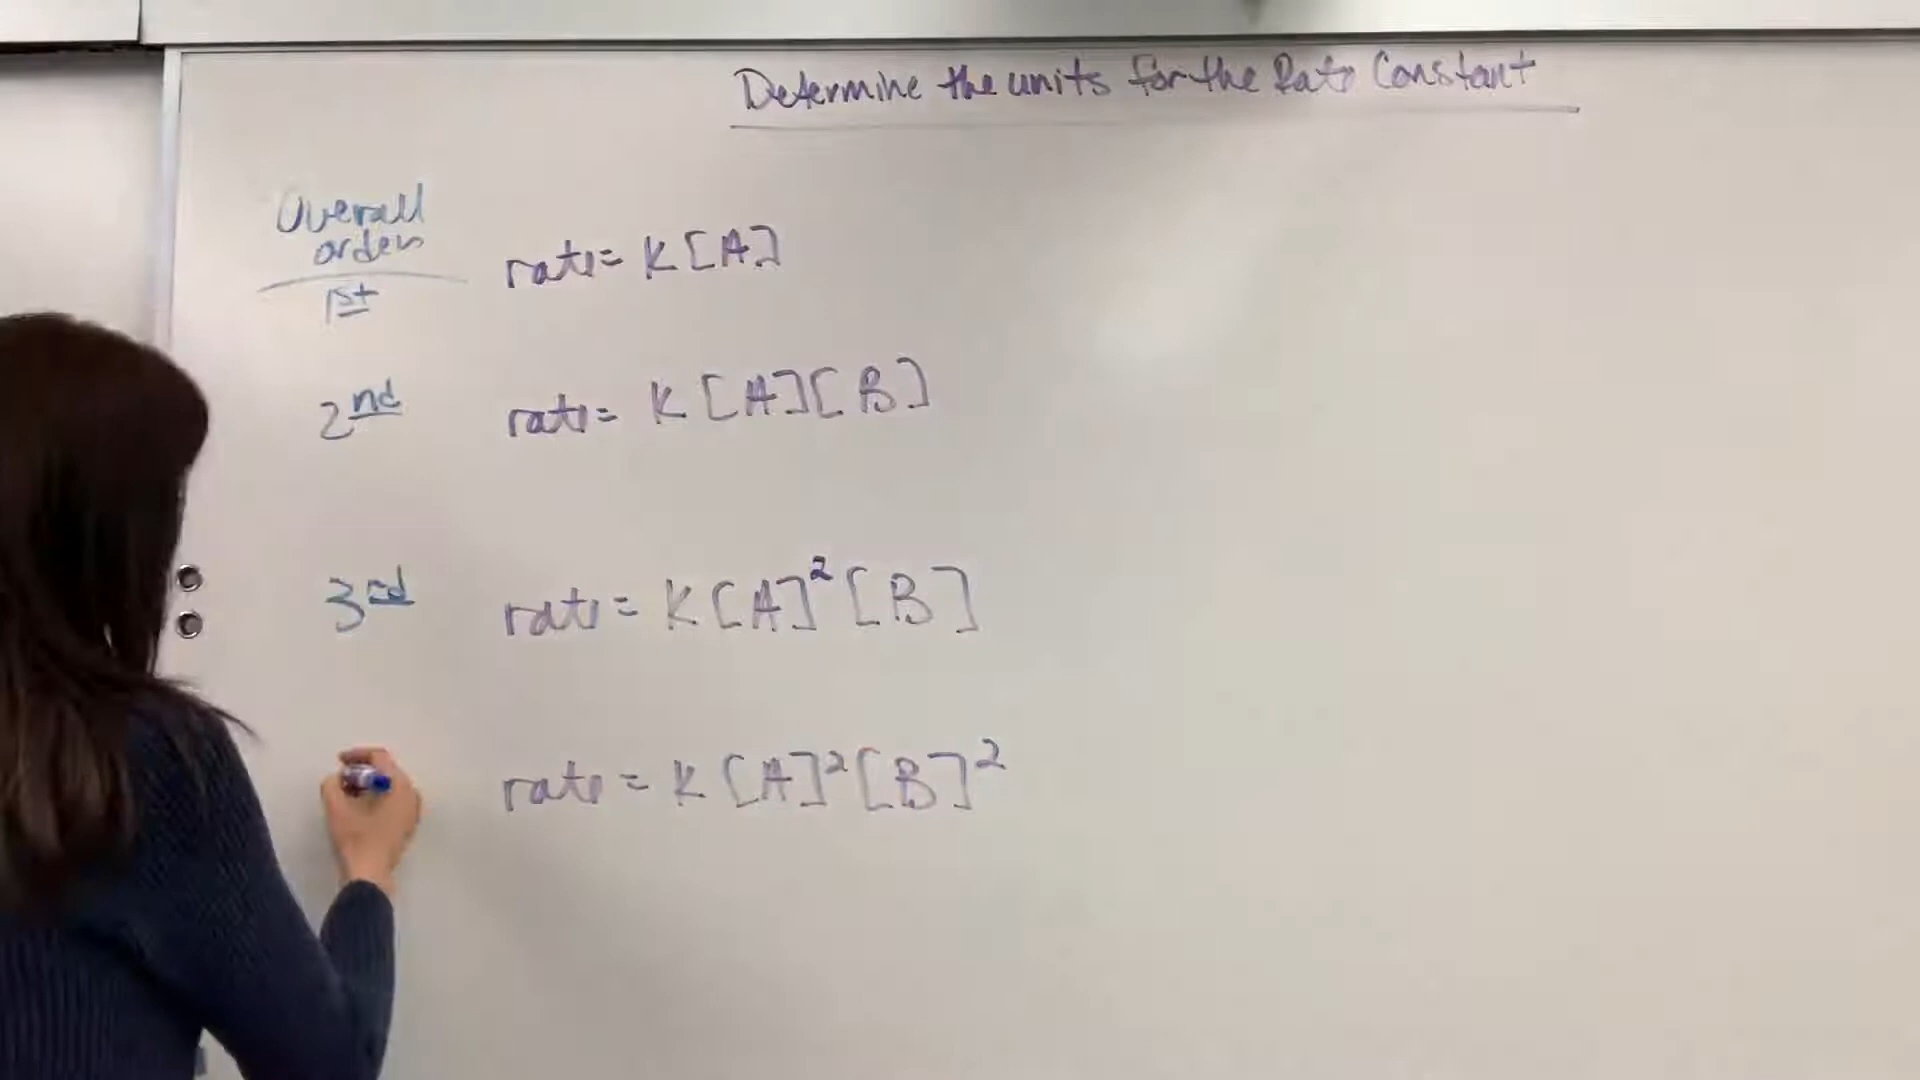 Determine the units for the Rate Constant
Overall
orders
1st
rate= K[A]
2nd
rate= K[A][B]
3rd
rate= K[A]²[B]
rate= K[A]²[B]²